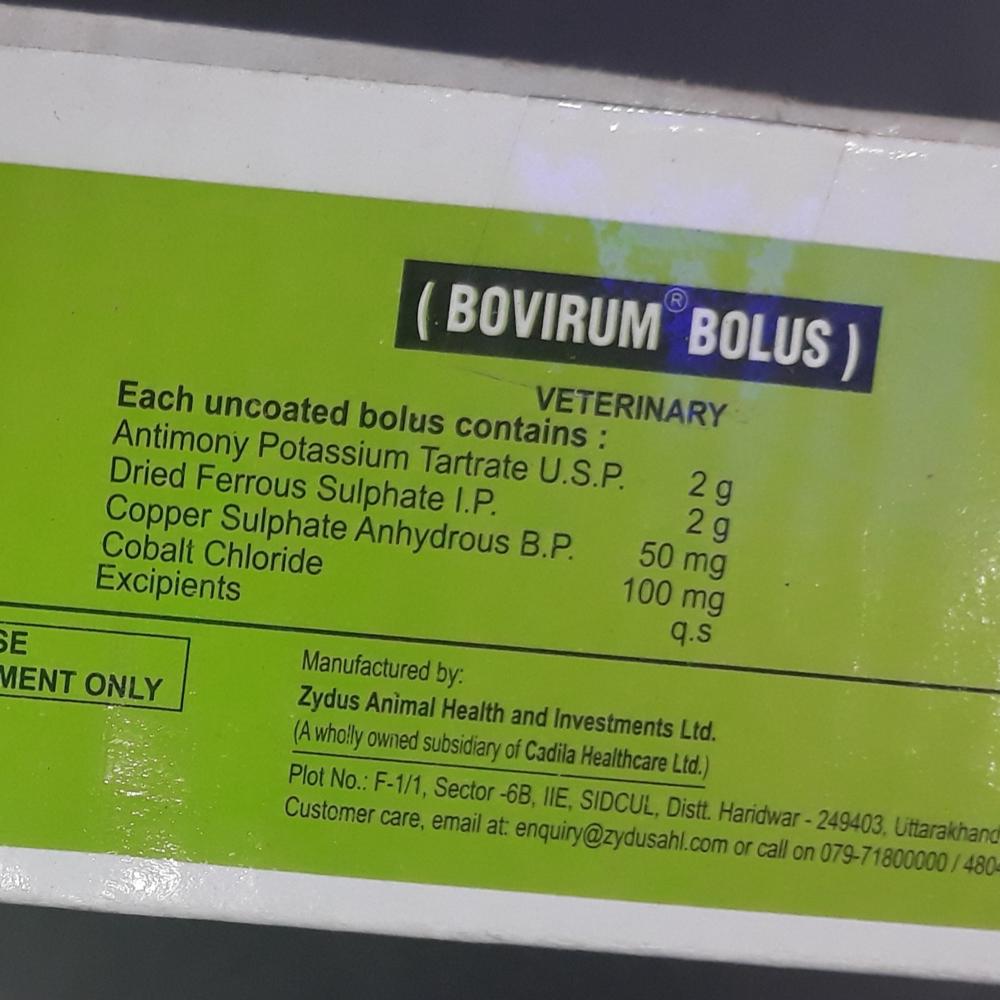 ( BOVIRUM® BOLUS )
VETERINARY
Each uncoated bolus contains :
Antimony Potassium Tartrate U.S.P. 2 g
Dried Ferrous Sulphate I.P. 2 g
Copper Sulphate Anhydrous B.P. 50 mg
Cobalt Chloride 100 mg
Excipients q.s
SE
MENT ONLY
Manufactured by:
Zydus Animal Health and Investments Ltd.
(A wholly owned subsidiary of Cadila Healthcare Ltd.)
Plot No.: F-1/1, Sector -6B, IIE, SIDCUL, Distt. Haridwar - 249403, Uttarakhand
Customer care, email at: enquiry@zydusahl.com or call on 079-71800000 / 480